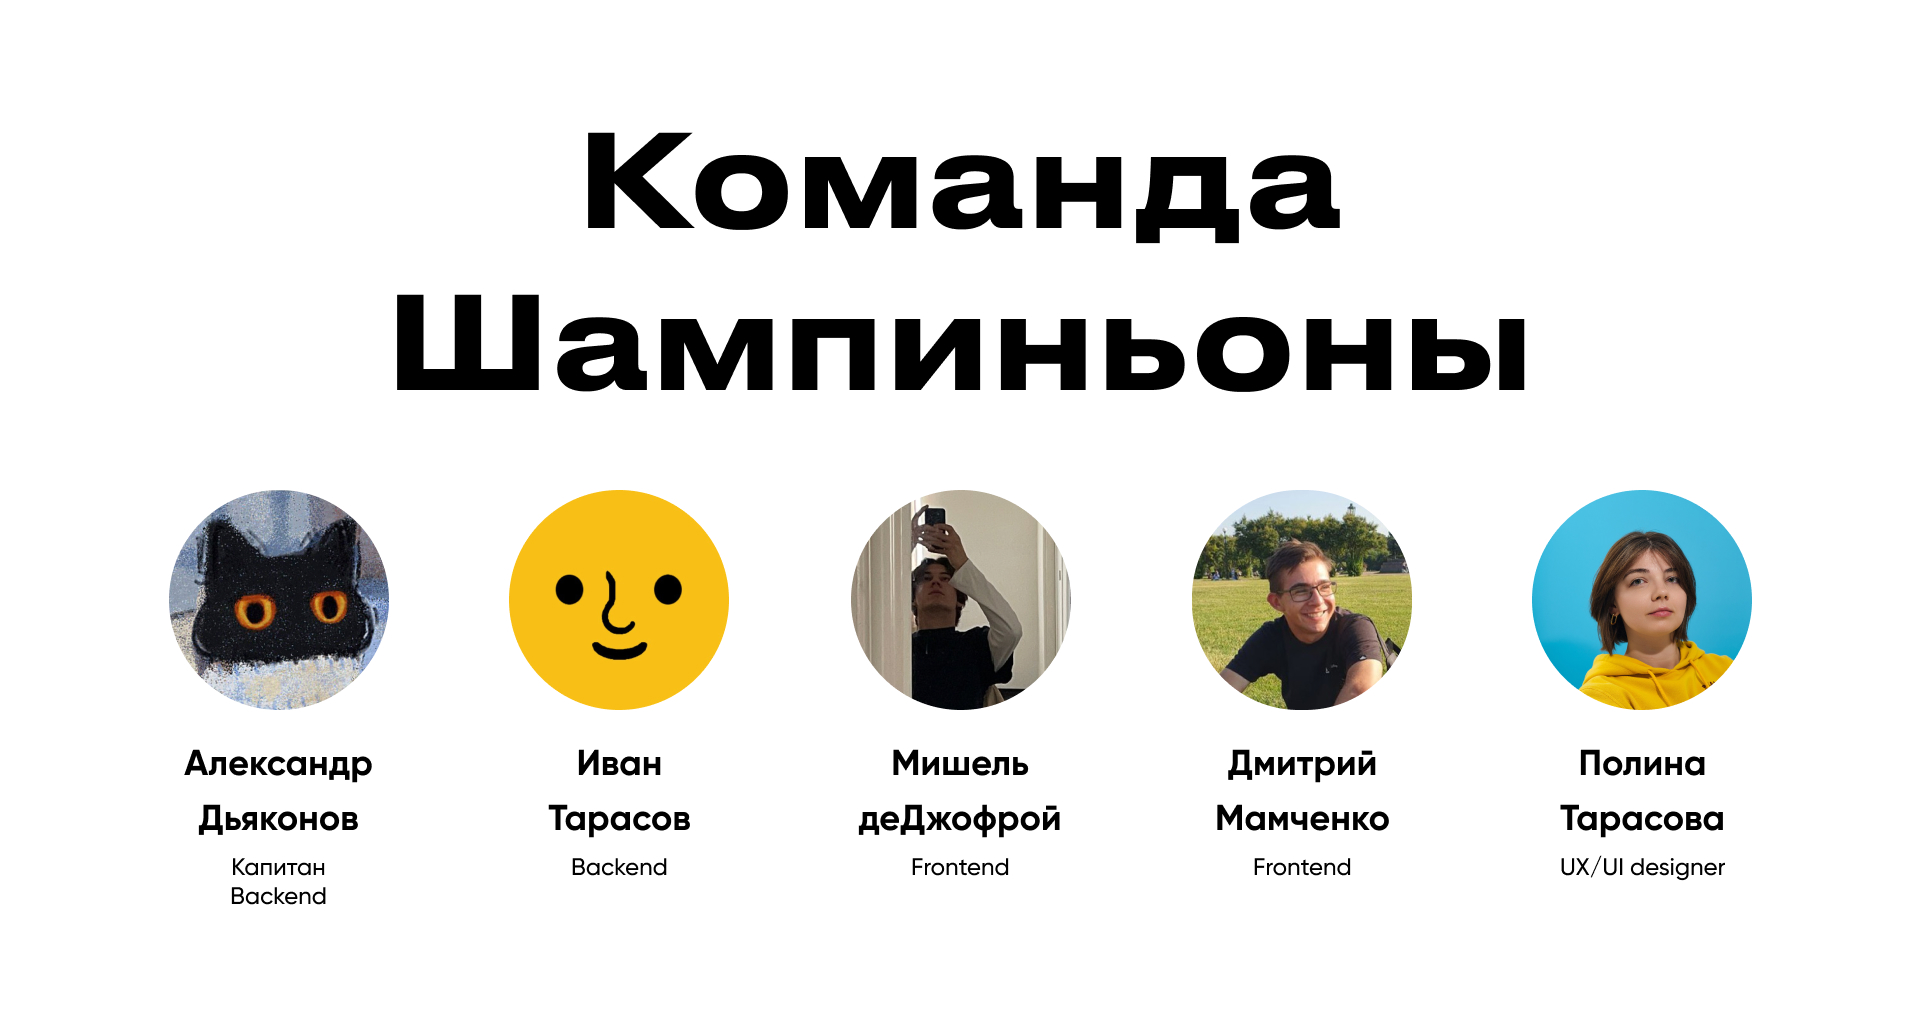 Команда
Шампиньоны
Александр
Дьяконов
Капитан
Backend
Иван
Тарасов
Backend
Мишель
деДжофрой
Frontend
Дмитрий
Мамченко
Frontend
Полина
Тарасова
UX/UI designer